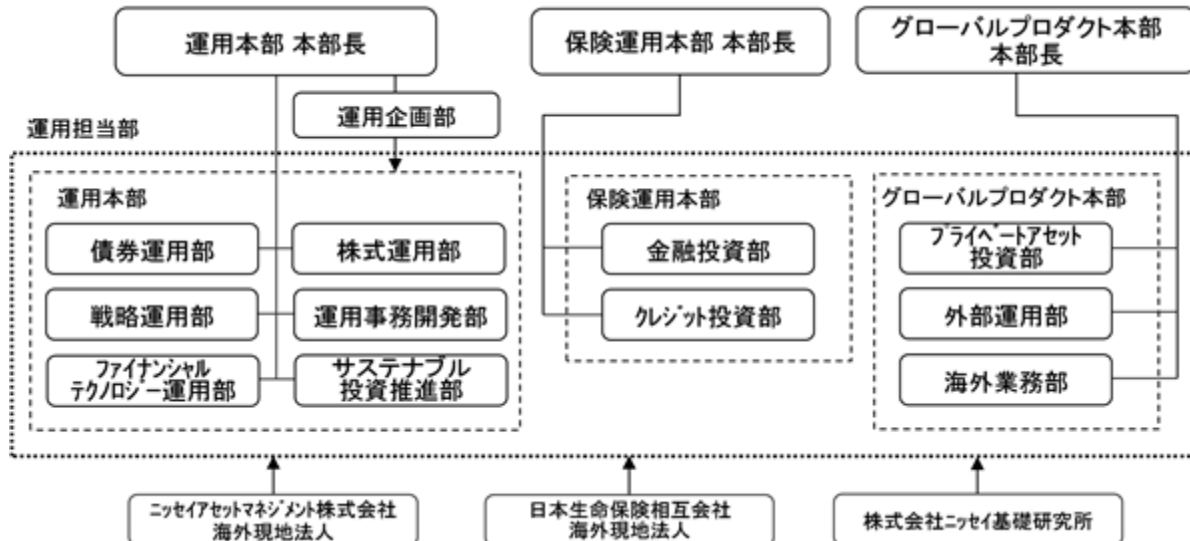 運用本部 本部長
保険運用本部 本部長
グローバルプロダクト本部
本部長
運用企画部
運用担当部
運用本部
債券運用部
株式運用部
戦略運用部
運用事務開発部
ファイナンシャル
テクノロジー運用部
サステナブル
投資推進部
保険運用本部
金融投資部
クレジット投資部
グローバルプロダクト本部
プライベートアセット
投資部
外部運用部
海外業務部
ニッセイアセットマネジメント株式会社
海外現地法人
日本生命保険相互会社
海外現地法人
株式会社ニッセイ基礎研究所